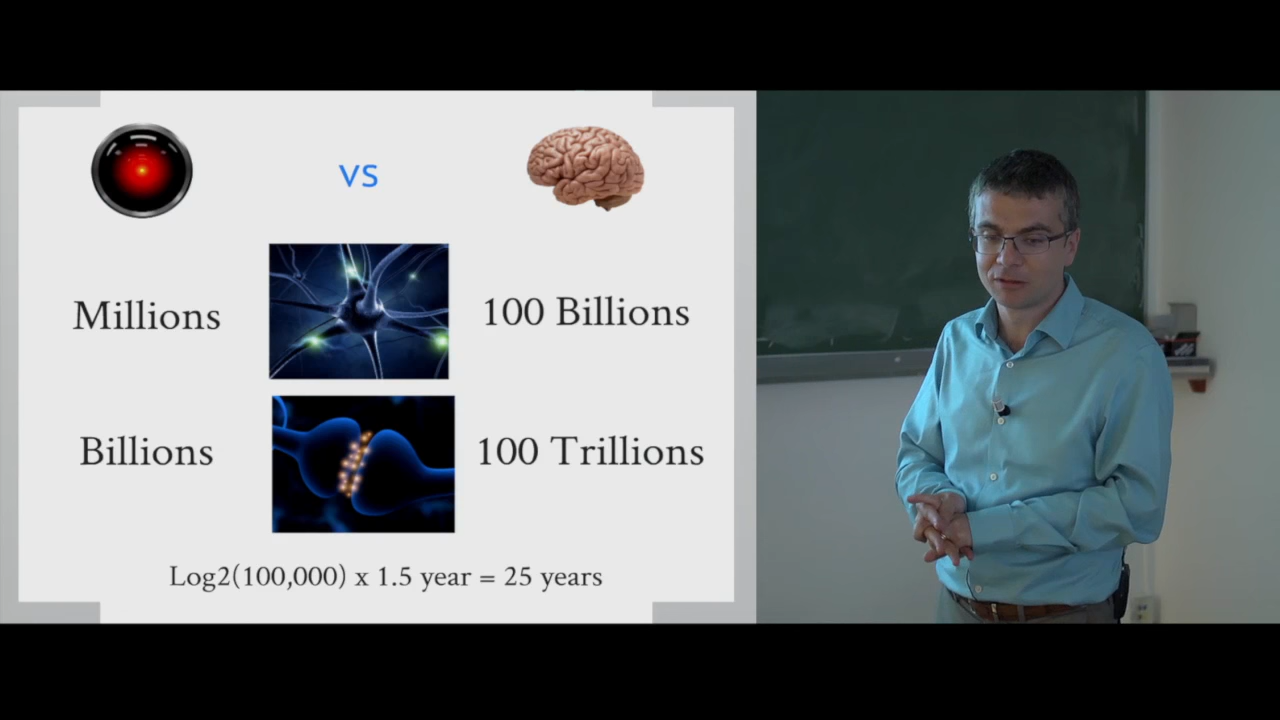 vs
Millions
100 Billions
Billions
100 Trillions
Log2(100,000) x 1.5 year = 25 years